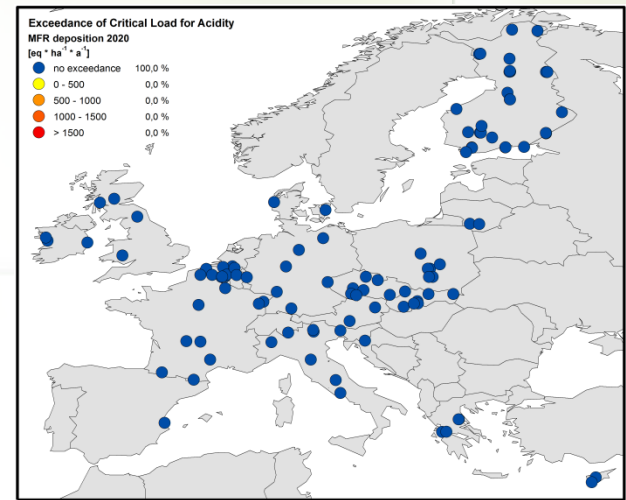 Exceedance of Critical Load for Acidity
MFR deposition 2020
[eq * ha⁻¹ * a⁻¹]
no exceedance 100,0 %
0 - 500 0,0 %
500 - 1000 0,0 %
1000 - 1500 0,0 %
> 1500 0,0 %